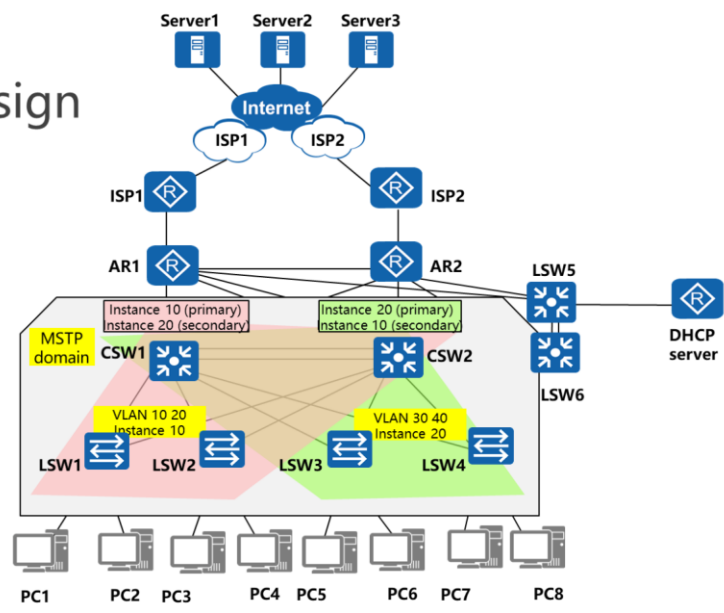 Server1 Server2 Server3
sign
Internet
ISP1 ISP2
ISP1 R R ISP2
AR1 R R AR2
LSW5
R
DHCP
server
Instance 10 (primary)
Instance 20 (secondary)
Instance 20 (primary)
Instance 10 (secondary)
MSTP
domain
CSW1 CSW2
LSW6
VLAN 10 20
Instance 10
VLAN 30 40
Instance 20
LSW1 LSW2 LSW3 LSW4
PC1 PC2 PC3 PC4 PC5 PC6 PC7 PC8